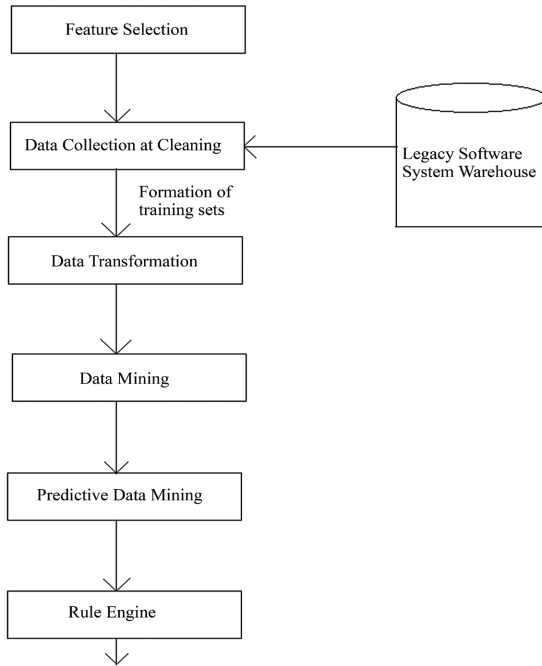 Feature Selection
Data Collection at Cleaning
Legacy Software
System Warehouse
Formation of
training sets
Data Transformation
Data Mining
Predictive Data Mining
Rule Engine